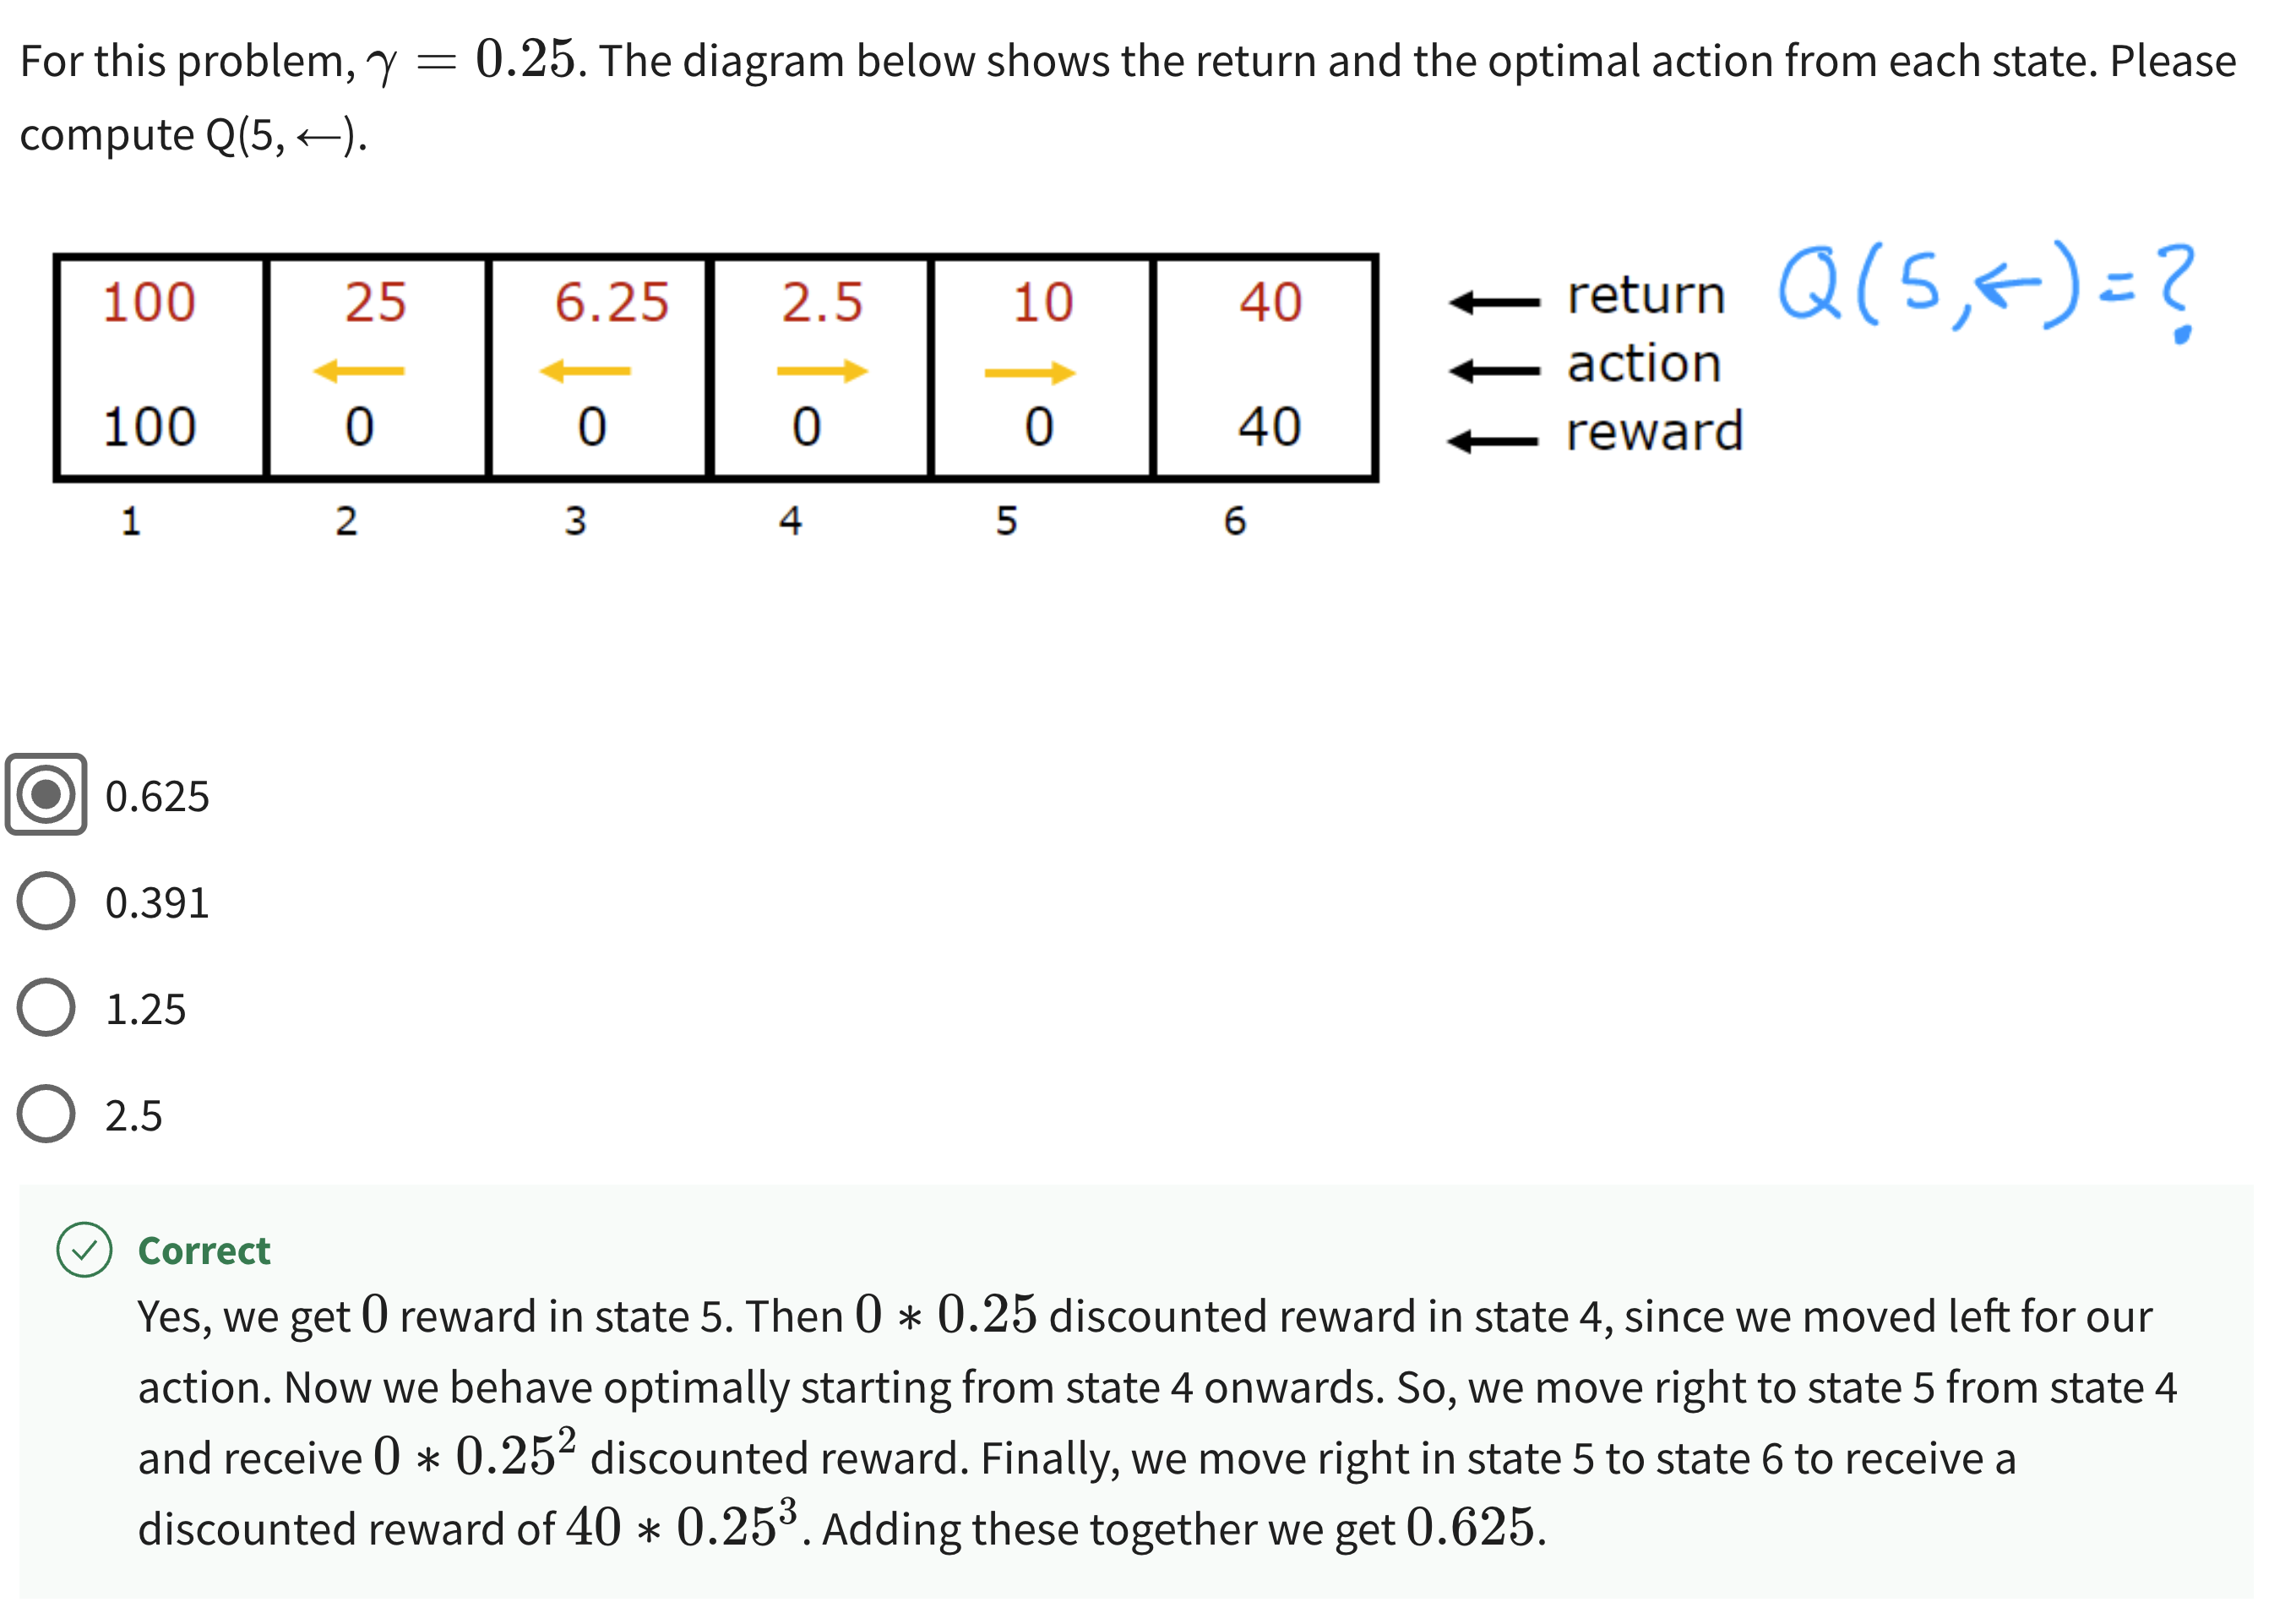 For this problem, γ = 0.25. The diagram below shows the return and the optimal action from each state. Please
compute Q(5, ←).
100 25 6.25 2.5 10 40 ← return Q(5,←)=?
← ← → → ← action
100 0 0 0 0 40 ← reward
1 2 3 4 5 6
0.625
0.391
1.25
2.5
Correct
Yes, we get 0 reward in state 5. Then 0 * 0.25 discounted reward in state 4, since we moved left for our
action. Now we behave optimally starting from state 4 onwards. So, we move right to state 5 from state 4
and receive 0 * 0.25² discounted reward. Finally, we move right in state 5 to state 6 to receive a
discounted reward of 40 * 0.25³. Adding these together we get 0.625.